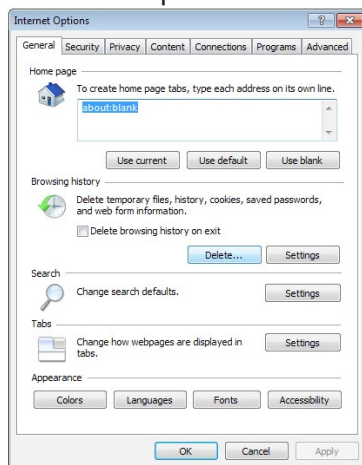 Internet Options
General Security Privacy Content Connections Programs Advanced
Home page
To create home page tabs, type each address on its own line.
about:blank
Use current Use default Use blank
Browsing history
Delete temporary files, history, cookies, saved passwords,
and web form information.
Delete browsing history on exit
Delete... Settings
Search
Change search defaults. Settings
Tabs
Change how webpages are displayed in
tabs. Settings
Appearance
Colors Languages Fonts Accessibility
OK Cancel Apply